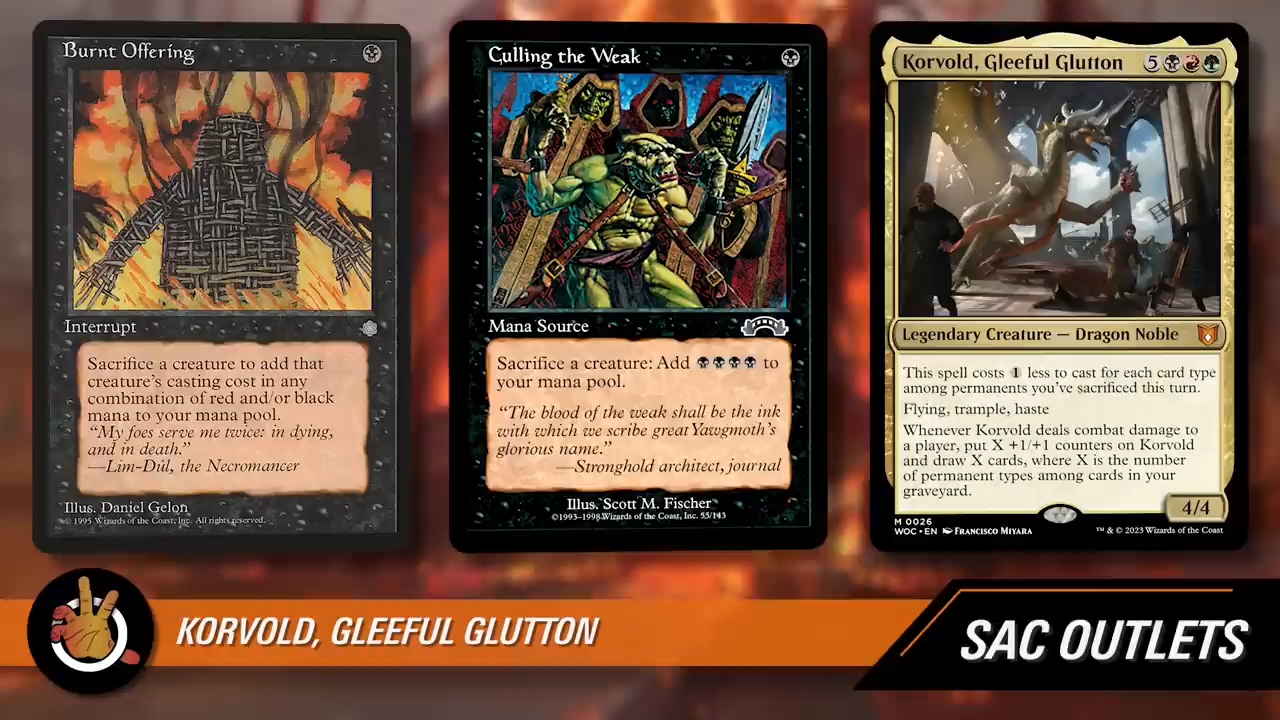 Burnt Offering
Interrupt
Sacrifice a creature to add that
creature's casting cost in any
combination of red and/or black
mana to your mana pool.
"My foes serve me twice: in dying,
and in death."
—Lim-Dûl, the Necromancer
Illus. Daniel Gelon
© 1995 Wizards of the Coast, Inc. All rights reserved.
Culling the Weak
Mana Source
Sacrifice a creature: Add to
your mana pool.
"The blood of the weak shall be the ink
with which we scribe great Yawgmoth's
glorious name."
—Stronghold architect, journal
Illus. Scott M. Fischer
©1993–1998 Wizards of the Coast, Inc. 55/143
Korvold, Gleeful Glutton 5
Legendary Creature — Dragon Noble
This spell costs 1 less to cast for each card type
among permanents you've sacrificed this turn.
Flying, trample, haste
Whenever Korvold deals combat damage to
a player, put X +1/+1 counters on Korvold
and draw X cards, where X is the number
of permanent types among cards in your
graveyard.
4/4
M 0026
WOC • EN Francisco Miyara
™ & © 2023 Wizards of the Coast
KORVOLD, GLEEFUL GLUTTON
SAC OUTLETS